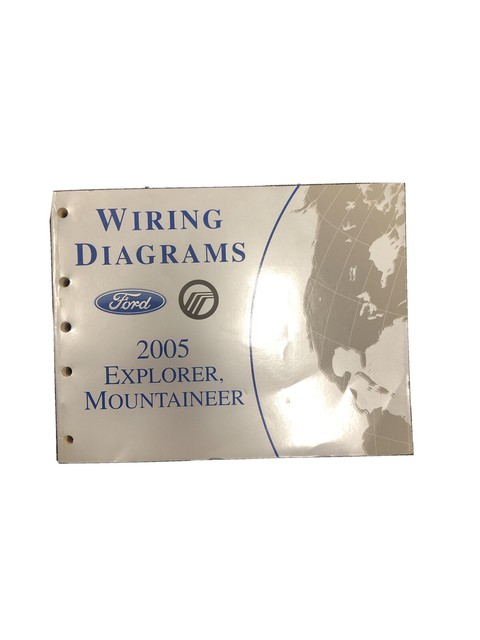 WIRING
DIAGRAMS
Ford
2005
EXPLORER,
MOUNTAINEER